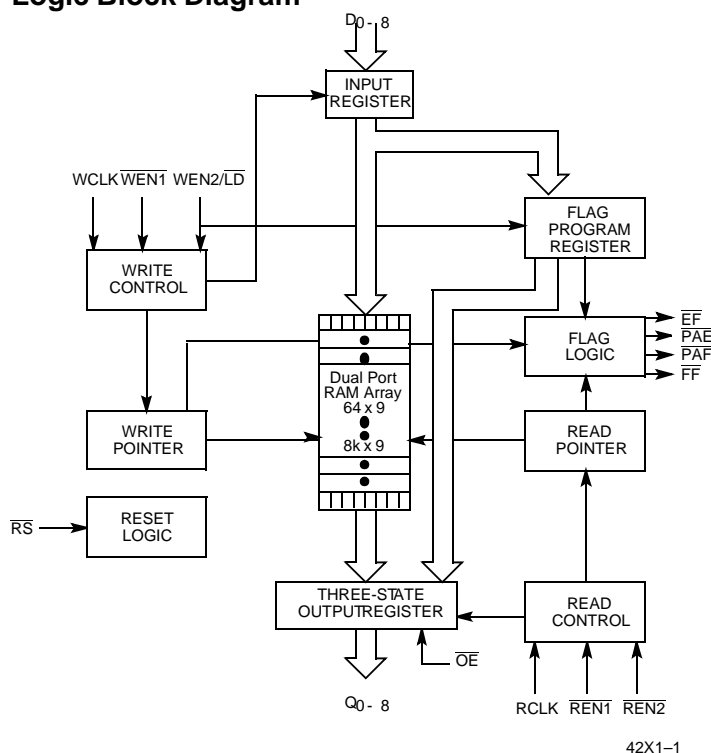 Logic Block Diagram
D0 - 8
INPUT
REGISTER
WCLK WEN1 WEN2/LD
FLAG
PROGRAM
REGISTER
WRITE
CONTROL
FLAG
LOGIC
EF
PAE
PAF
FF
Dual Port
RAM Array
64 x 9
8k x 9
WRITE
POINTER
READ
POINTER
RS
RESET
LOGIC
THREE-STATE
OUTPUTREGISTER
READ
CONTROL
OE
Q0 - 8
RCLK REN1 REN2
42X1–1